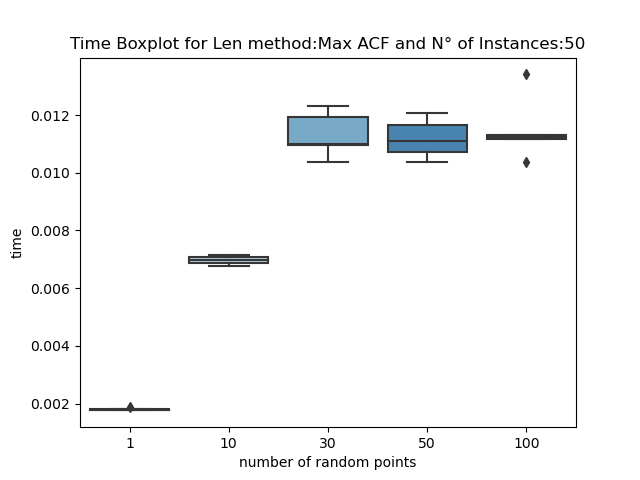 Time Boxplot for Len method:Max ACF and N° of Instances:50
0.012
0.010
0.008
0.006
0.004
0.002
time
1 10 30 50 100
number of random points